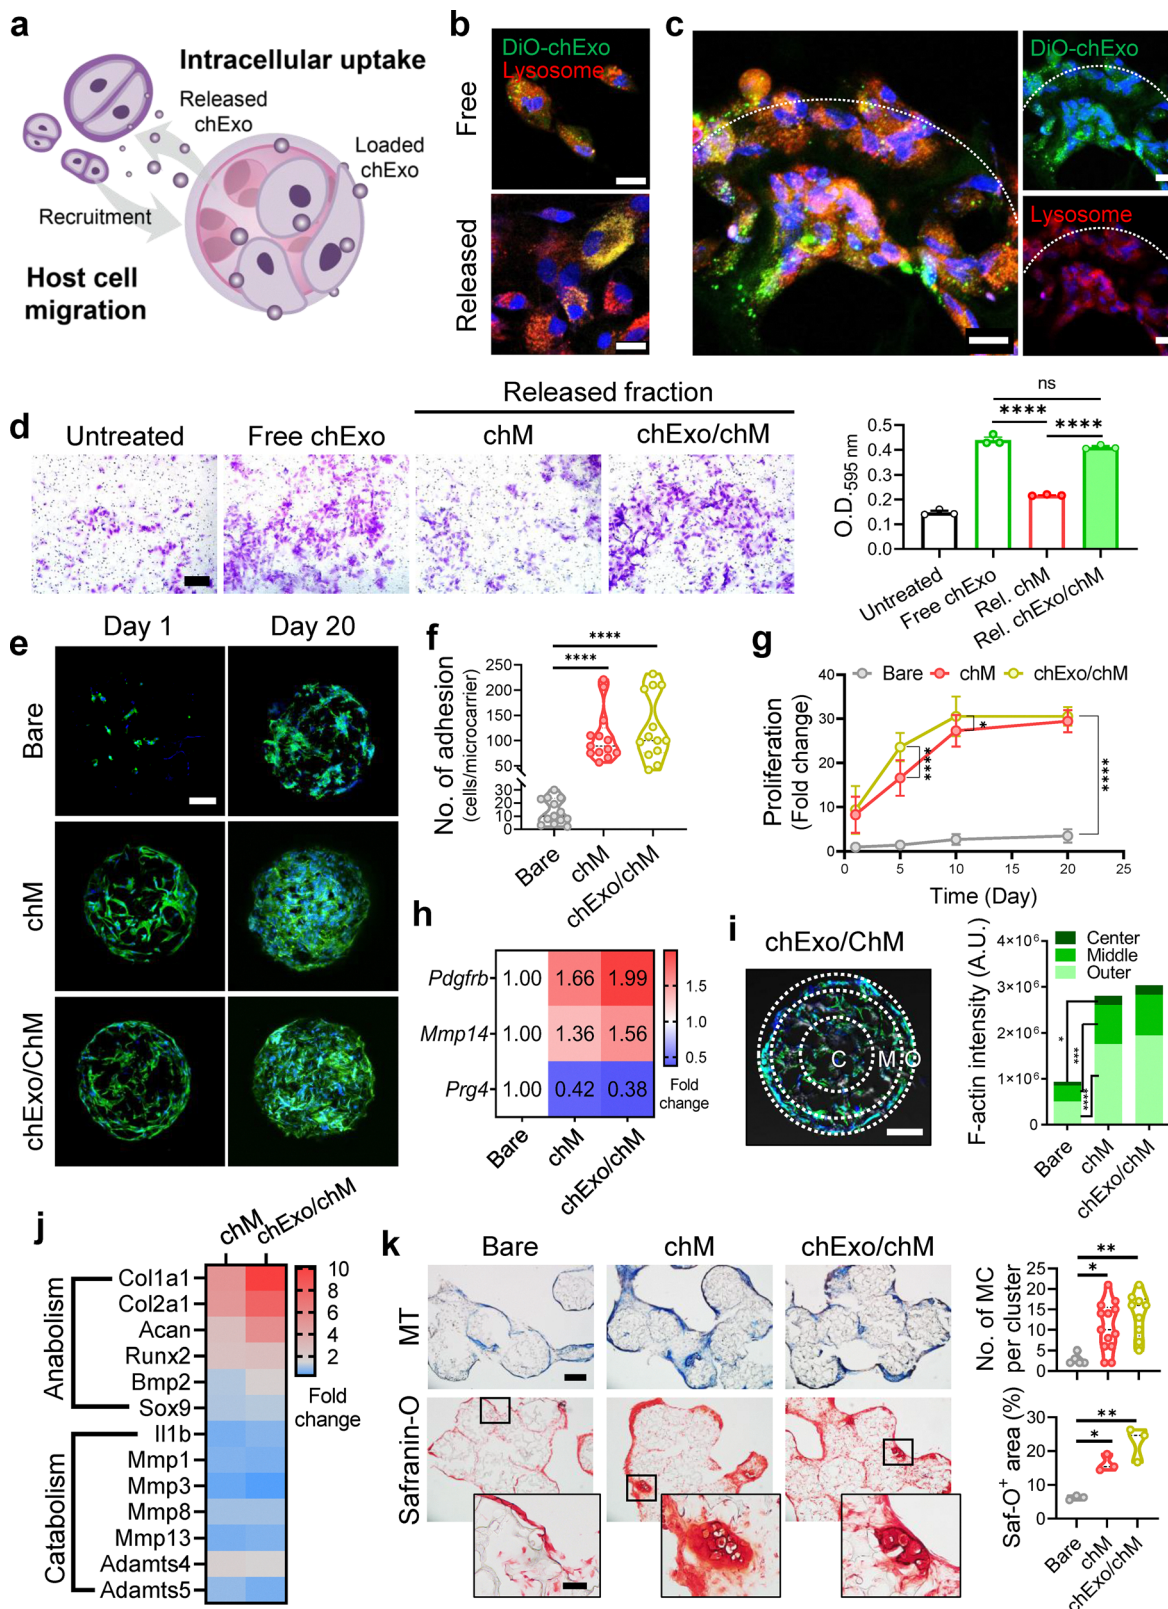 a
Intracellular uptake
Released
chExo
Loaded
chExo
Recruitment
Host cell
migration
b
DiO-chExo
Lysosome
Free
Released
c
DiO-chExo
Lysosome
d
Released fraction
Untreated
Free chExo
chM
chExo/chM
ns
****
****
O.D.595 nm
0.5
0.4
0.2
0.1
0.0
Untreated
Free chExo
Rel. chM
Rel. chExo/chM
e
Day 1
Day 20
Bare
chM
chExo/ChM
f
****
****
No. of adhesion
(cells/microcarrier)
250
200
150
100
50
30
20
10
0
Bare
chM
chExo/chM
g
Bare
chM
chExo/chM
Proliferation
(Fold change)
40
30
20
10
0
*
****
****
0
5
10
15
20
25
Time (Day)
h
Pdgfrb
1.00
1.66
1.99
Mmp14
1.00
1.36
1.56
Prg4
1.00
0.42
0.38
1.5
1.0
0.5
Fold
change
Bare
chM
chExo/chM
i
chExo/ChM
C
M
O
F-actin intensity (A.U.)
4×10⁶
3×10⁶
2×10⁶
1×10⁶
0
Center
Middle
Outer
*
***
****
Bare
chM
chExo/chM
j
chM
chExo/chM
Anabolism
Col1a1
Col2a1
Acan
Runx2
Bmp2
Sox9
Catabolism
Il1b
Mmp1
Mmp3
Mmp8
Mmp13
Adamts4
Adamts5
10
8
6
4
2
Fold
change
k
Bare
chM
chExo/chM
MT
Safranin-O
No. of MC
per cluster
25
20
15
10
5
0
**
*
Saf-O⁺ area (%)
30
20
10
0
**
*
Bare
chM
chExo/chM